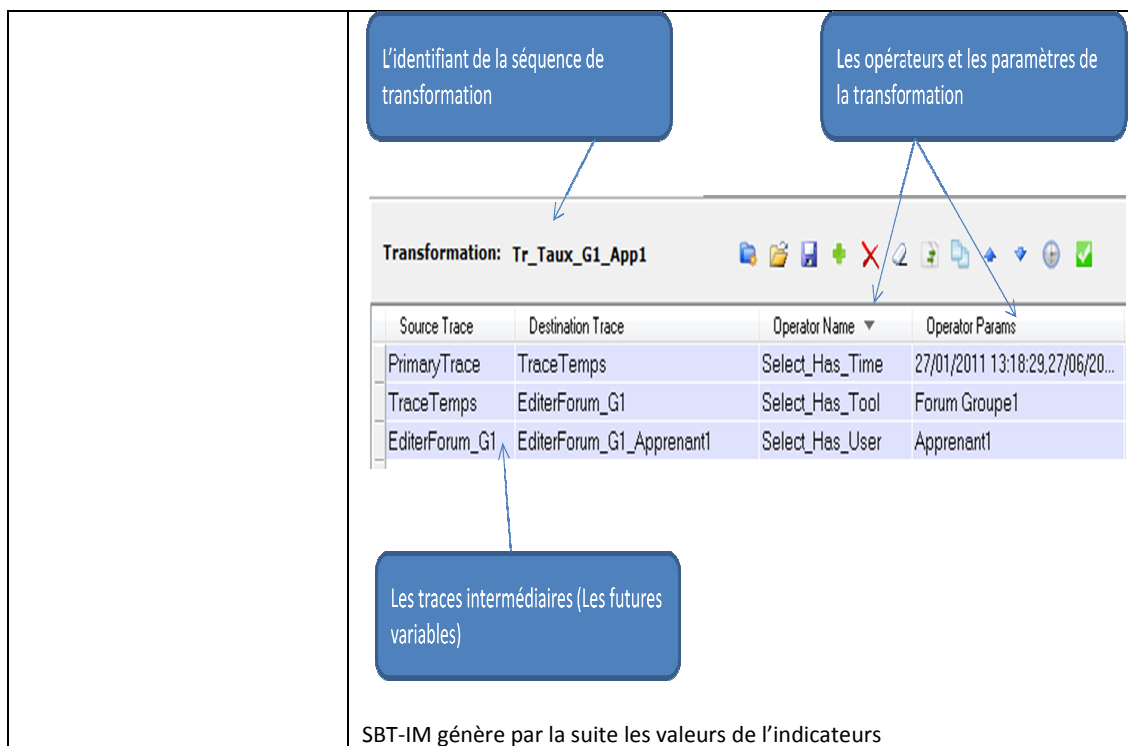 L'identifiant de la séquence de
transformation
Les opérateurs et les paramètres de
la transformation
Transformation: Tr_Taux_G1_App1
Source Trace Destination Trace Operator Name Operator Params
PrimaryTrace TraceTemps Select_Has_Time 27/01/2011 13:18:29,27/06/20...
TraceTemps EditerForum_G1 Select_Has_Tool Forum Groupe1
EditerForum_G1 EditerForum_G1_Apprenant1 Select_Has_User Apprenant1
Les traces intermédiaires (Les futures
variables)
SBT-IM génère par la suite les valeurs de l'indicateurs